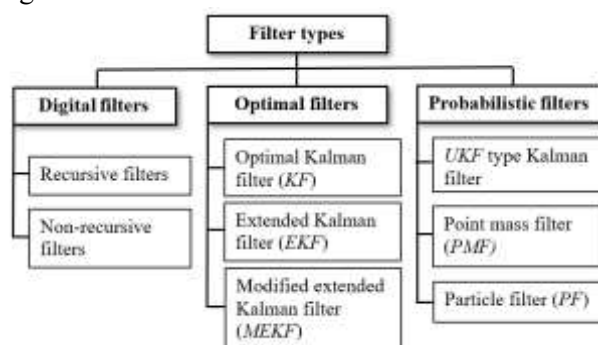 Filter types
Digital filters
Optimal filters
Probabilistic filters
Recursive filters
Non-recursive
filters
Optimal Kalman
filter (KF)
Extended Kalman
filter (EKF)
Modified extended
Kalman filter
(MEKF)
UKF type Kalman
filter
Point mass filter
(PMF)
Particle filter (PF)